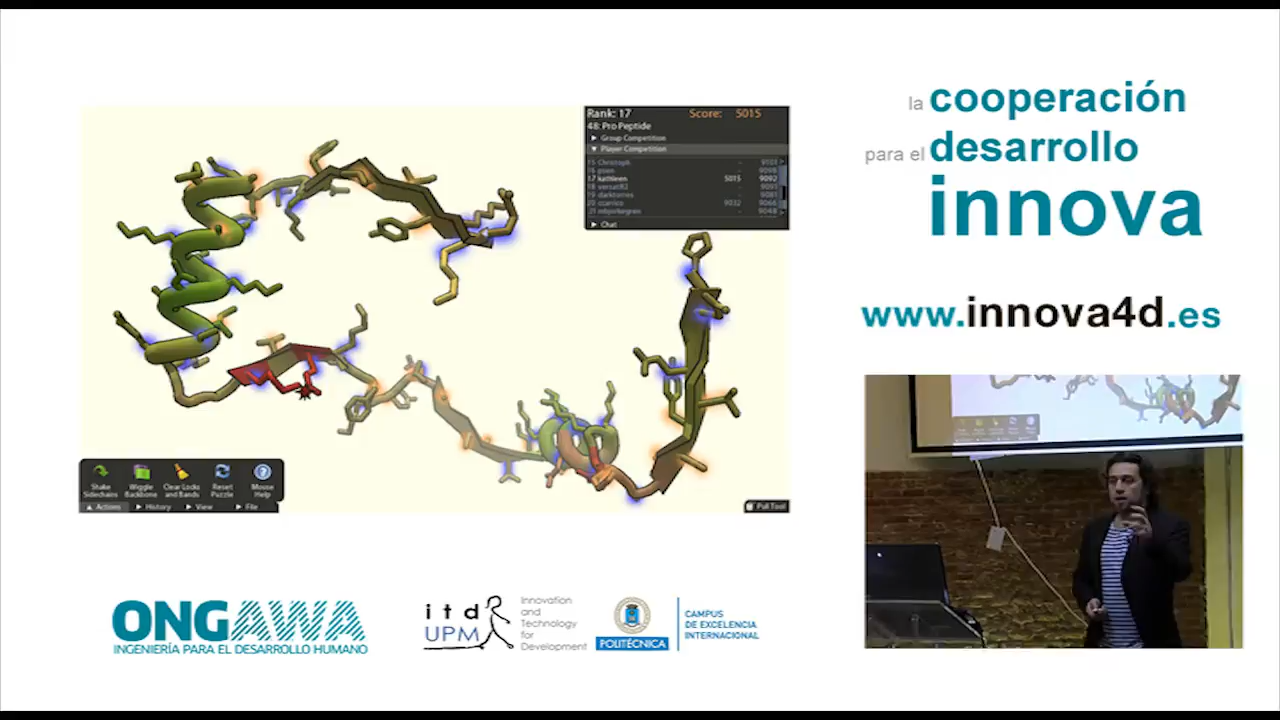 Rank: 17 Score: 5015
48: Pro Peptide
Group Competition
Player Competition
17 kathleen 5015 9092
19 darktorres
Chat
Shake Sidechains
Wiggle Backbone
Clear Locks and Bands
Reset Puzzle
Mouse Help
Actions History View File
Pull Tool
la cooperación
para el desarrollo
innova
www.innova4d.es
ONGAWA
INGENIERÍA PARA EL DESARROLLO HUMANO
itd
UPM
Innovation
and
Technology
for
Development
POLITÉCNICA
CAMPUS
DE EXCELENCIA
INTERNACIONAL